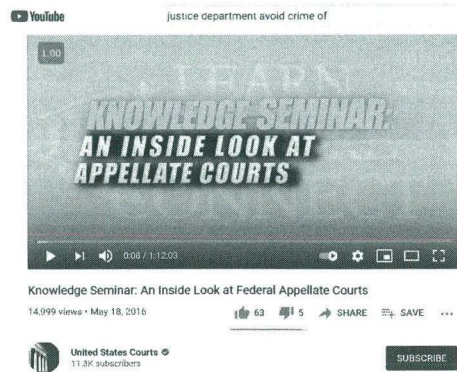 YouTube
justice department avoid crime of
1.00
LEARN
KNOWLEDGE SEMINAR:
AN INSIDE LOOK AT
APPELLATE COURTS
CONNECT
0:08 / 1:12:03
Knowledge Seminar: An Inside Look at Federal Appellate Courts
14,999 views • May 18, 2016
63
5
SHARE
SAVE
United States Courts
11.3K subscribers
SUBSCRIBE